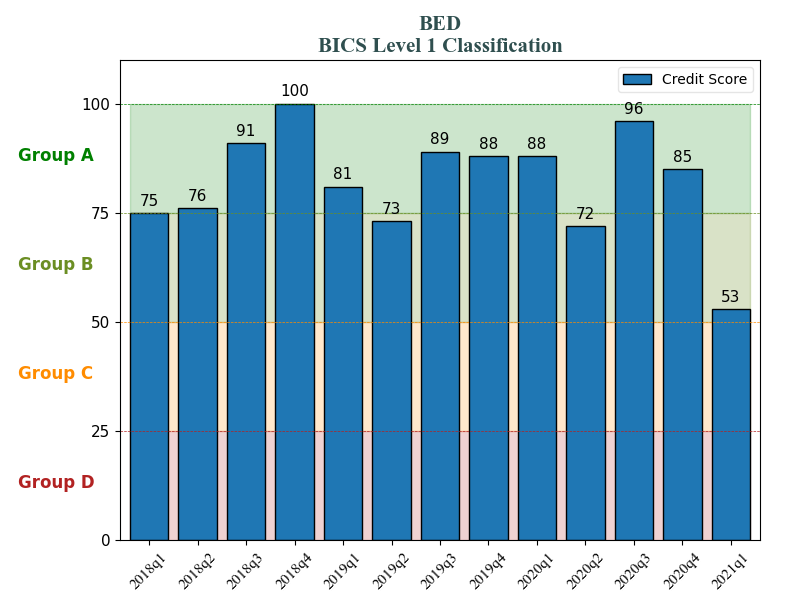 BED
BICS Level 1 Classification
Credit Score
100
75
50
25
0
Group A
Group B
Group C
Group D
75
76
91
100
81
73
89
88
88
72
96
85
53
2018q1
2018q2
2018q3
2018q4
2019q1
2019q2
2019q3
2019q4
2020q1
2020q2
2020q3
2020q4
2021q1